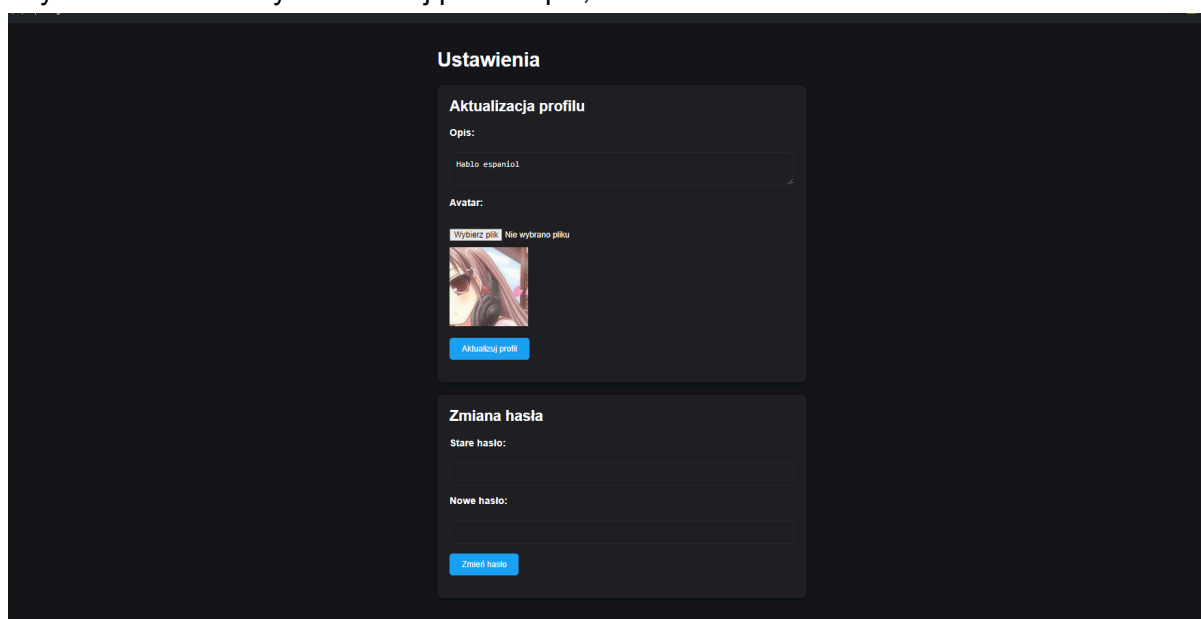 Ustawienia
Aktualizacja profilu
Opis:
Hablo espaniol
Avatar:
Wybierz plik Nie wybrano pliku
Aktualizuj profil
Zmiana hasła
Stare hasło:
Nowe hasło:
Zmień hasło